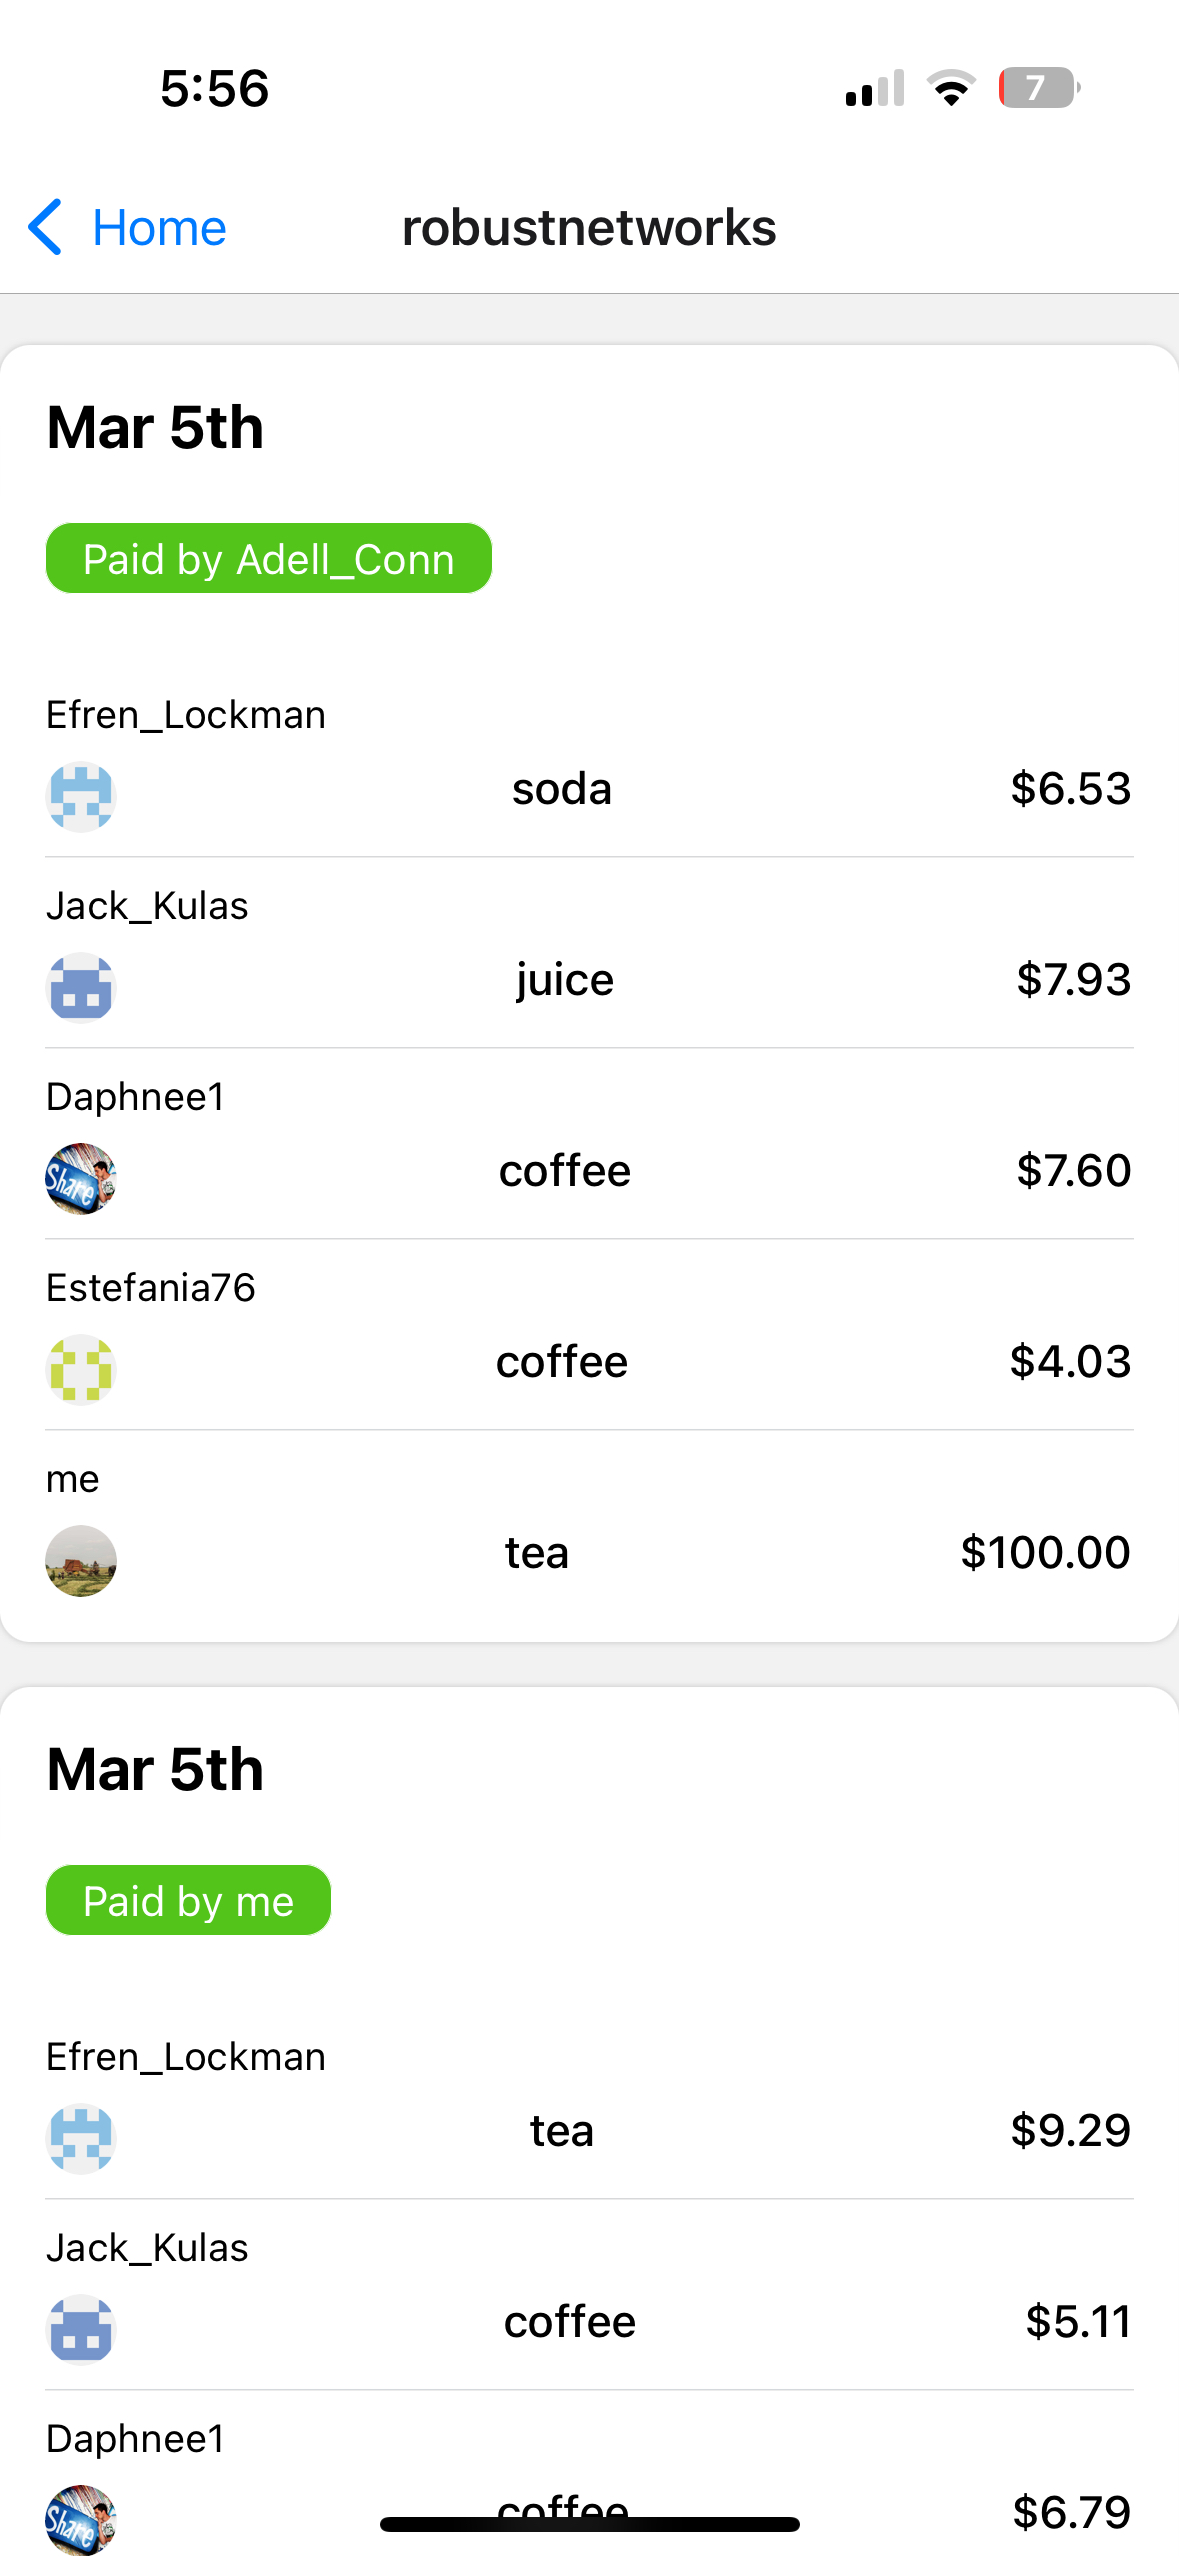 5:56
7
Home
robustnetworks
Mar 5th
Paid by Adell_Conn
Efren_Lockman
soda
$6.53
Jack_Kulas
juice
$7.93
Daphnee1
Share
coffee
$7.60
Estefania76
coffee
$4.03
me
tea
$100.00
Mar 5th
Paid by me
Efren_Lockman
tea
$9.29
Jack_Kulas
coffee
$5.11
Daphnee1
Share
coffee
$6.79